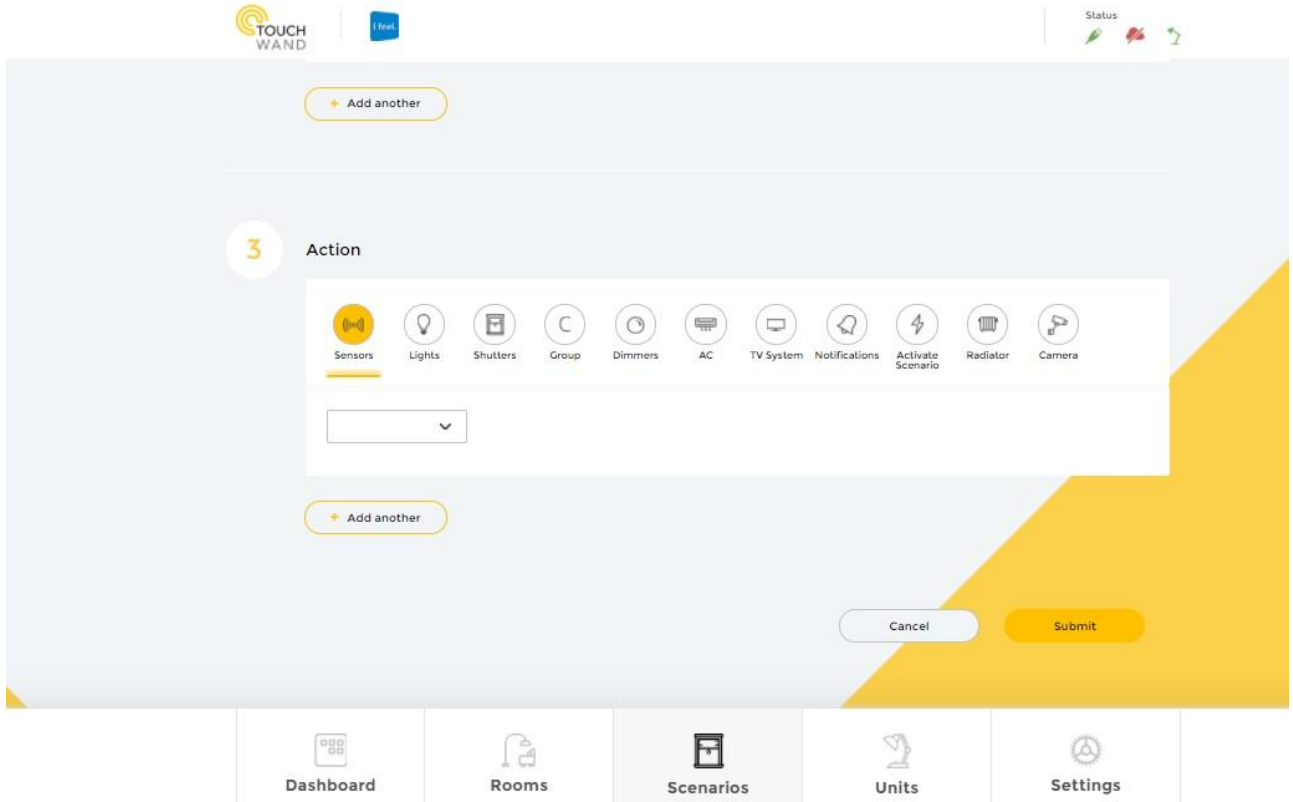 TOUCH
WAND
i feel.
Status
+ Add another
3
Action
Sensors
Lights
Shutters
C
Group
Dimmers
AC
TV System
Notifications
Activate
Scenario
Radiator
Camera
+ Add another
Cancel
Submit
Dashboard
Rooms
Scenarios
Units
Settings